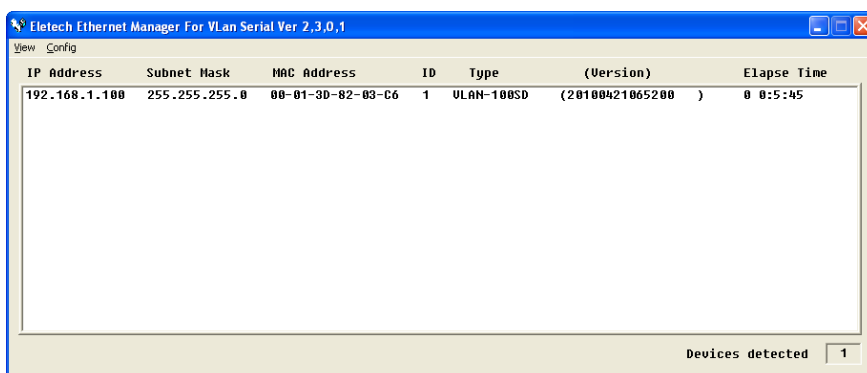 Eletech Ethernet Manager For VLan Serial Ver 2,3,0,1
View Config
IP Address Subnet Mask MAC Address ID Type (Version) Elapse Time
192.168.1.100 255.255.255.0 00-01-3D-82-03-C6 1 VLAN-100SD (20100421065200 ) 0 0:5:45
Devices detected 1